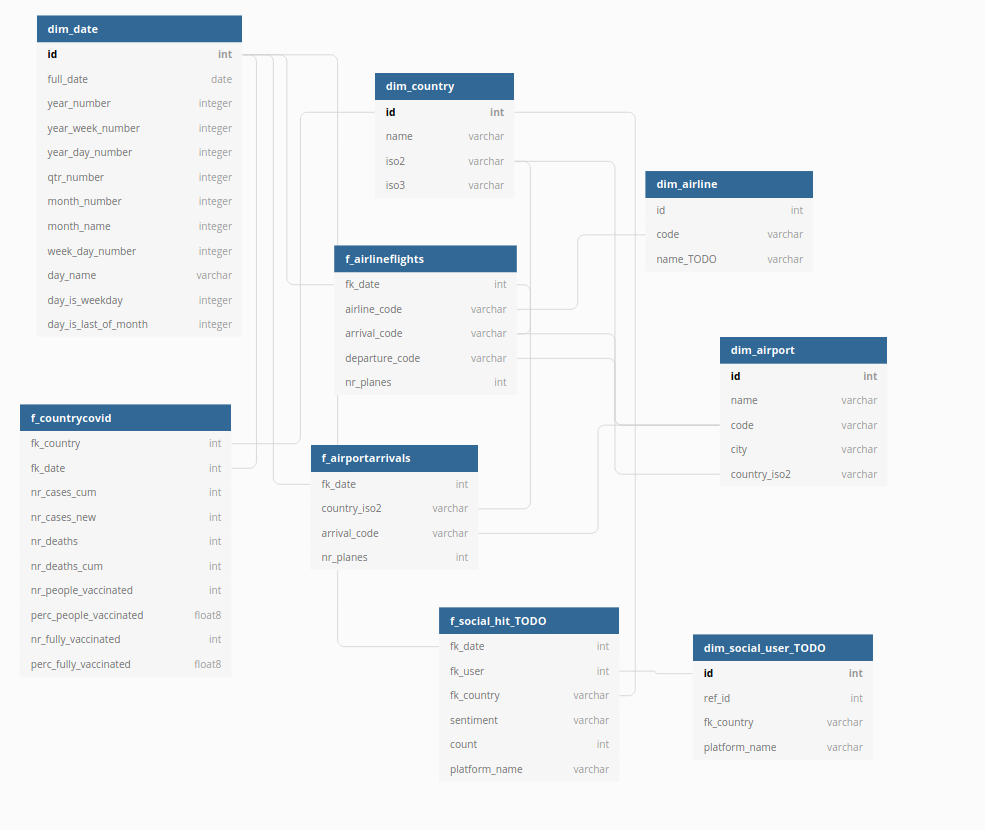 dim_date
id int
full_date date
year_number integer
year_week_number integer
year_day_number integer
qtr_number integer
month_number integer
month_name integer
week_day_number integer
day_name varchar
day_is_weekday integer
day_is_last_of_month integer
dim_country
id int
name varchar
iso2 varchar
iso3 varchar
dim_airline
id int
code varchar
name_TODO varchar
f_airlineflights
fk_date int
airline_code varchar
arrival_code varchar
departure_code varchar
nr_planes int
dim_airport
id int
name varchar
code varchar
city varchar
country_iso2 varchar
f_countrycovid
fk_country int
fk_date int
nr_cases_cum int
nr_cases_new int
nr_deaths int
nr_deaths_cum int
nr_people_vaccinated int
perc_people_vaccinated float8
nr_fully_vaccinated int
perc_fully_vaccinated float8
f_airportarrivals
fk_date int
country_iso2 varchar
arrival_code varchar
nr_planes int
f_social_hit_TODO
fk_date int
fk_user int
fk_country varchar
sentiment varchar
count int
platform_name varchar
dim_social_user_TODO
id int
ref_id int
fk_country varchar
platform_name varchar